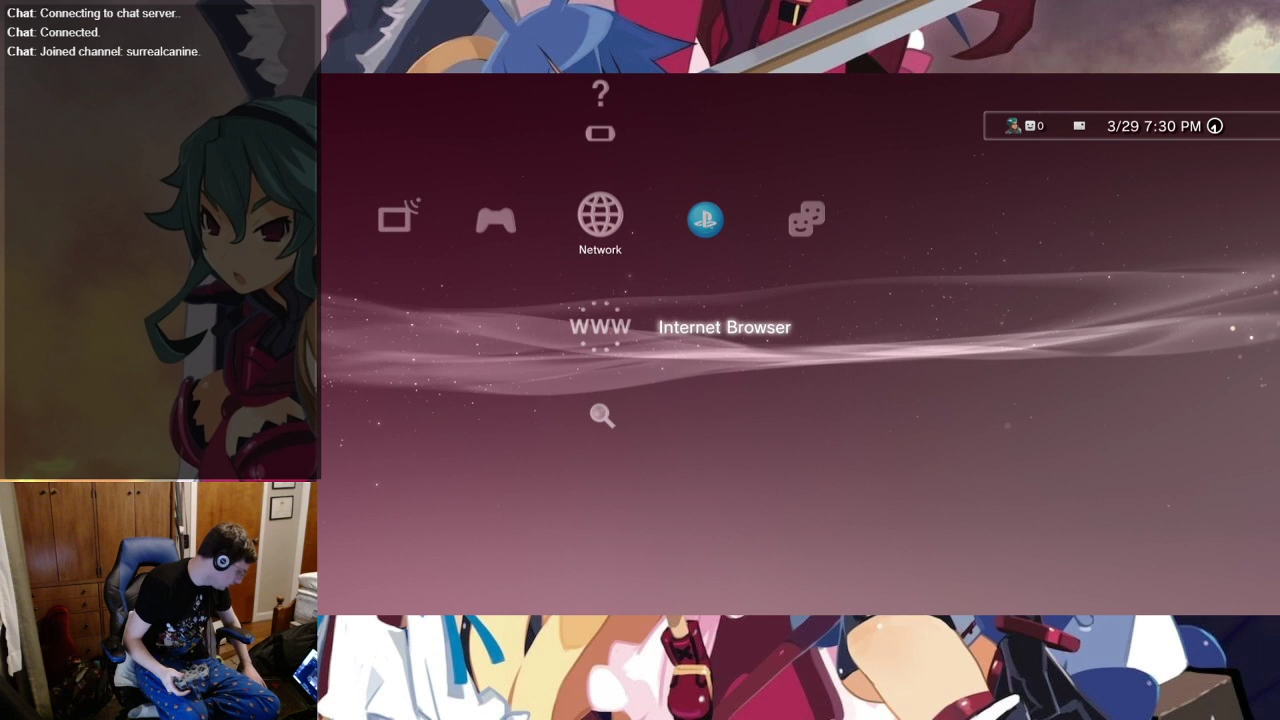 Chat: Connecting to chat server..
Chat: Connected.
Chat: Joined channel: surrealcanine.
?
0
3/29 7:30 PM
Network
WWW
Internet Browser